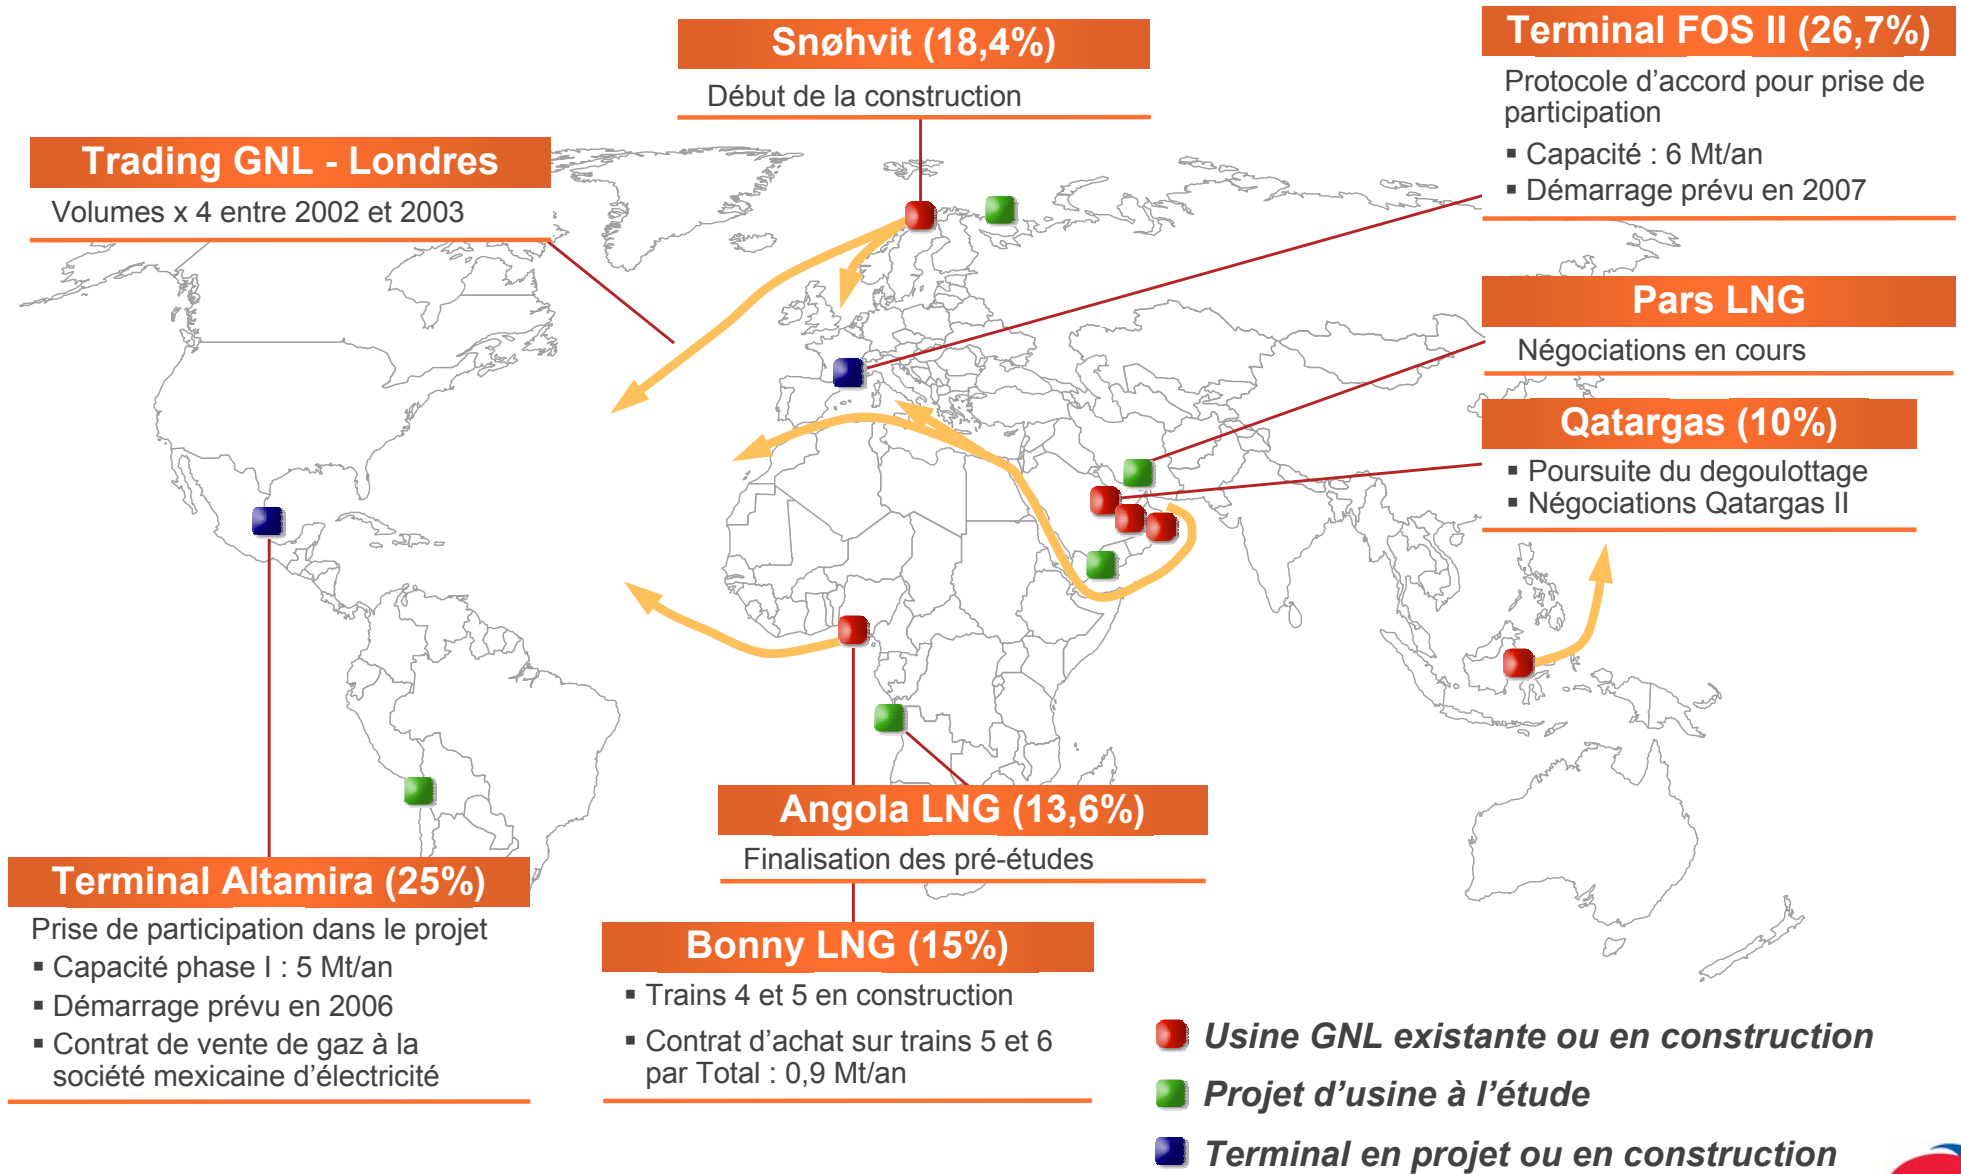 Snøhvit (18,4%)
Début de la construction
Terminal FOS II (26,7%)
Protocole d’accord pour prise de
participation
▪ Capacité : 6 Mt/an
▪ Démarrage prévu en 2007
Trading GNL - Londres
Volumes x 4 entre 2002 et 2003
Pars LNG
Négociations en cours
Qatargas (10%)
▪ Poursuite du degoulottage
▪ Négociations Qatargas II
Angola LNG (13,6%)
Finalisation des pré-études
Terminal Altamira (25%)
Prise de participation dans le projet
▪ Capacité phase I : 5 Mt/an
▪ Démarrage prévu en 2006
▪ Contrat de vente de gaz à la
société mexicaine d’électricité
Bonny LNG (15%)
▪ Trains 4 et 5 en construction
▪ Contrat d’achat sur trains 5 et 6
par Total : 0,9 Mt/an
Usine GNL existante ou en construction
Projet d’usine à l’étude
Terminal en projet ou en construction